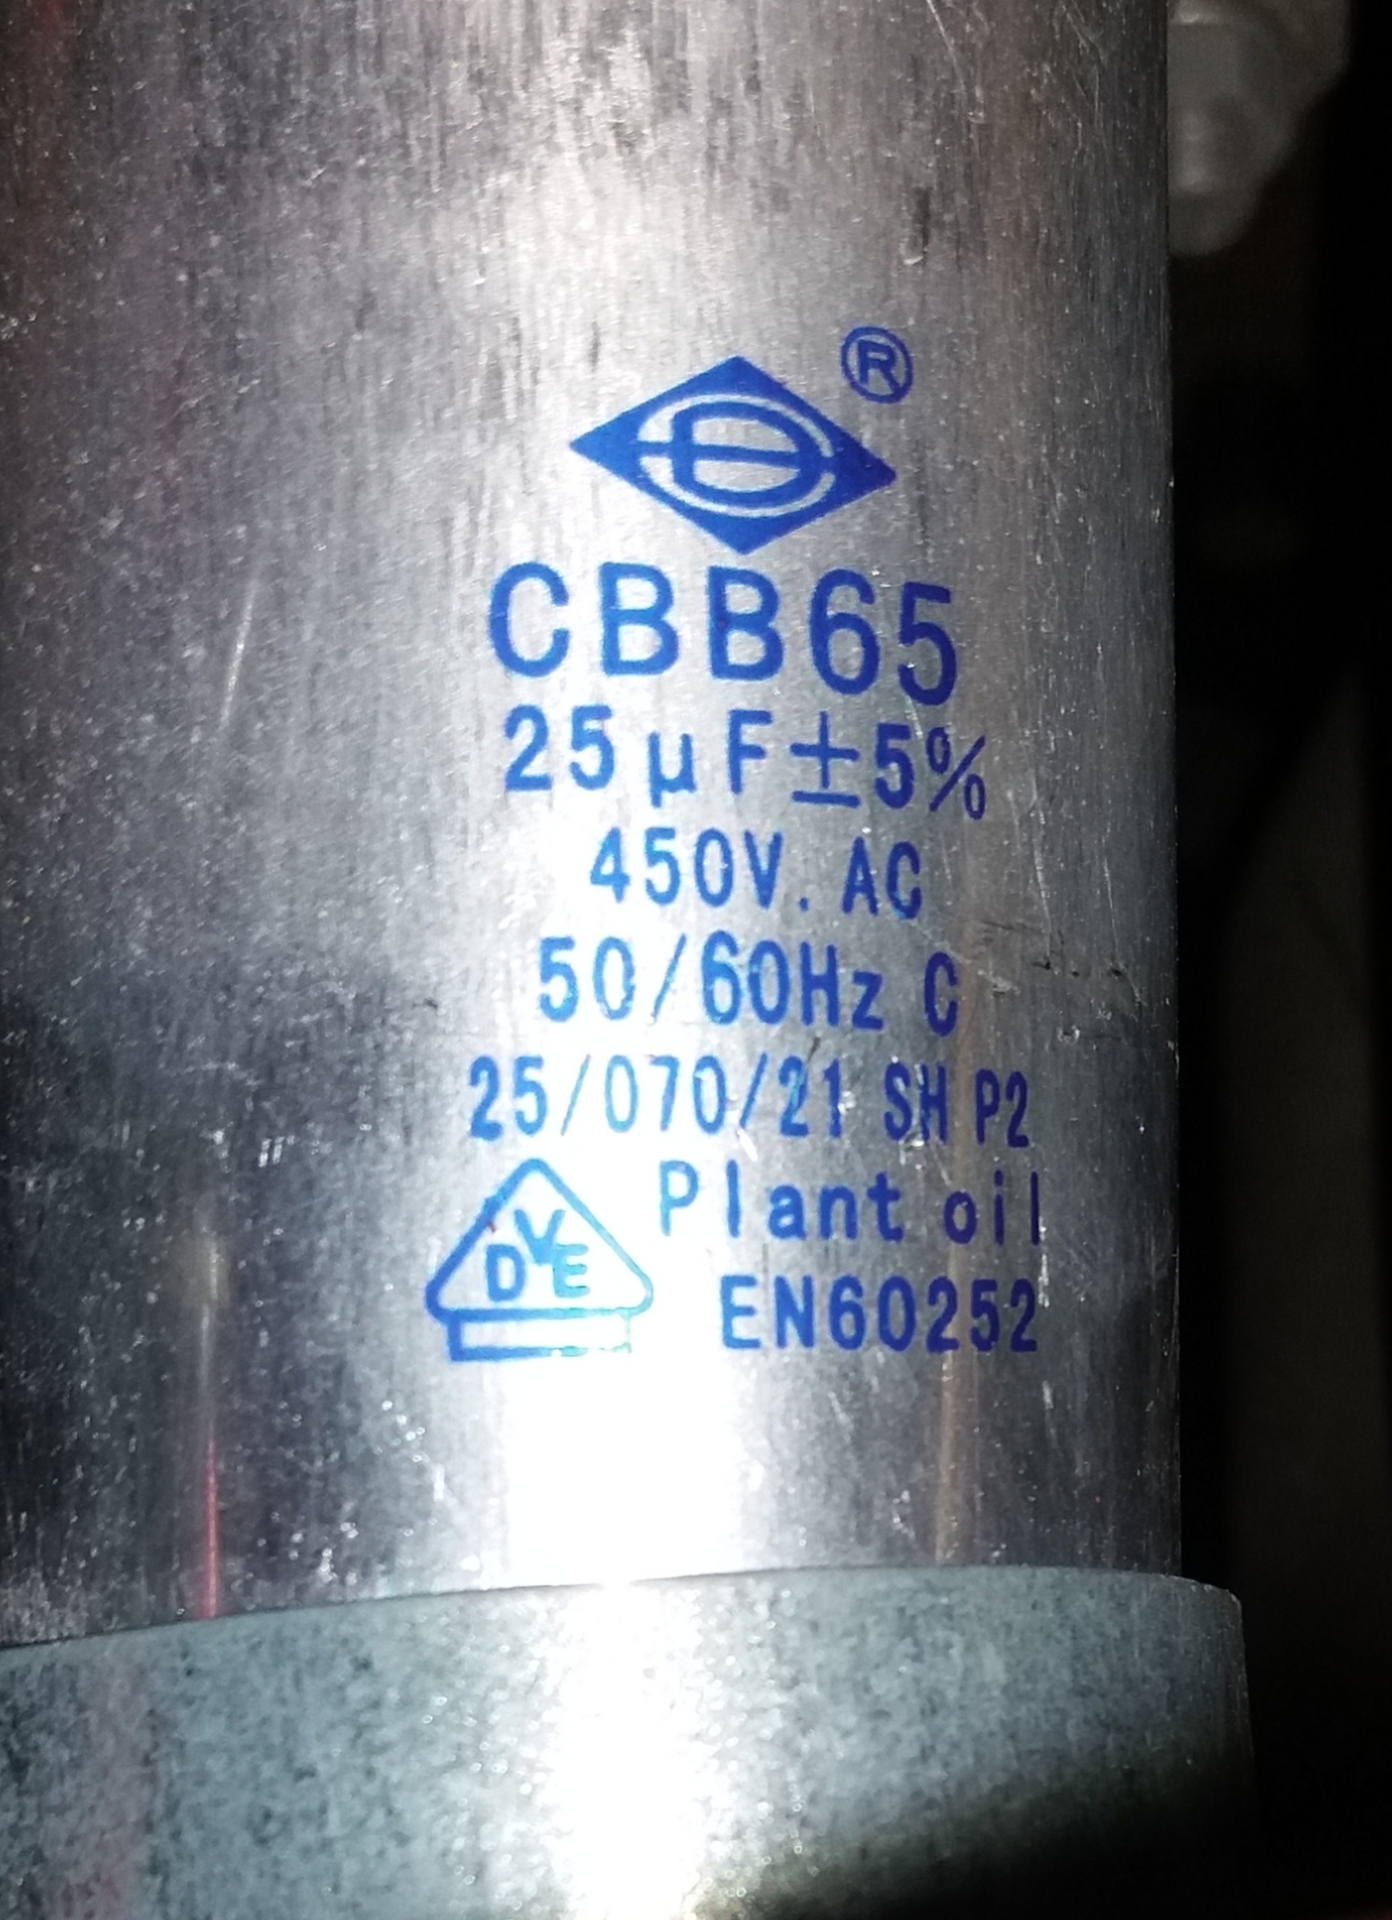 ®
CBB65
25μF±5%
450V. AC
50/60Hz C
25/070/21 SH P2
Plant oil
DVE
EN60252